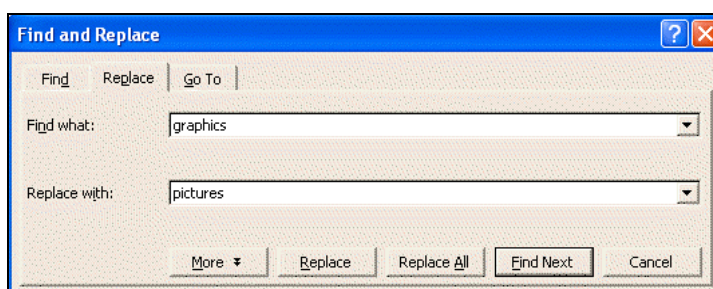 Find and Replace
Find Replace Go To
Find what: graphics
Replace with: pictures
More Replace Replace All Find Next Cancel